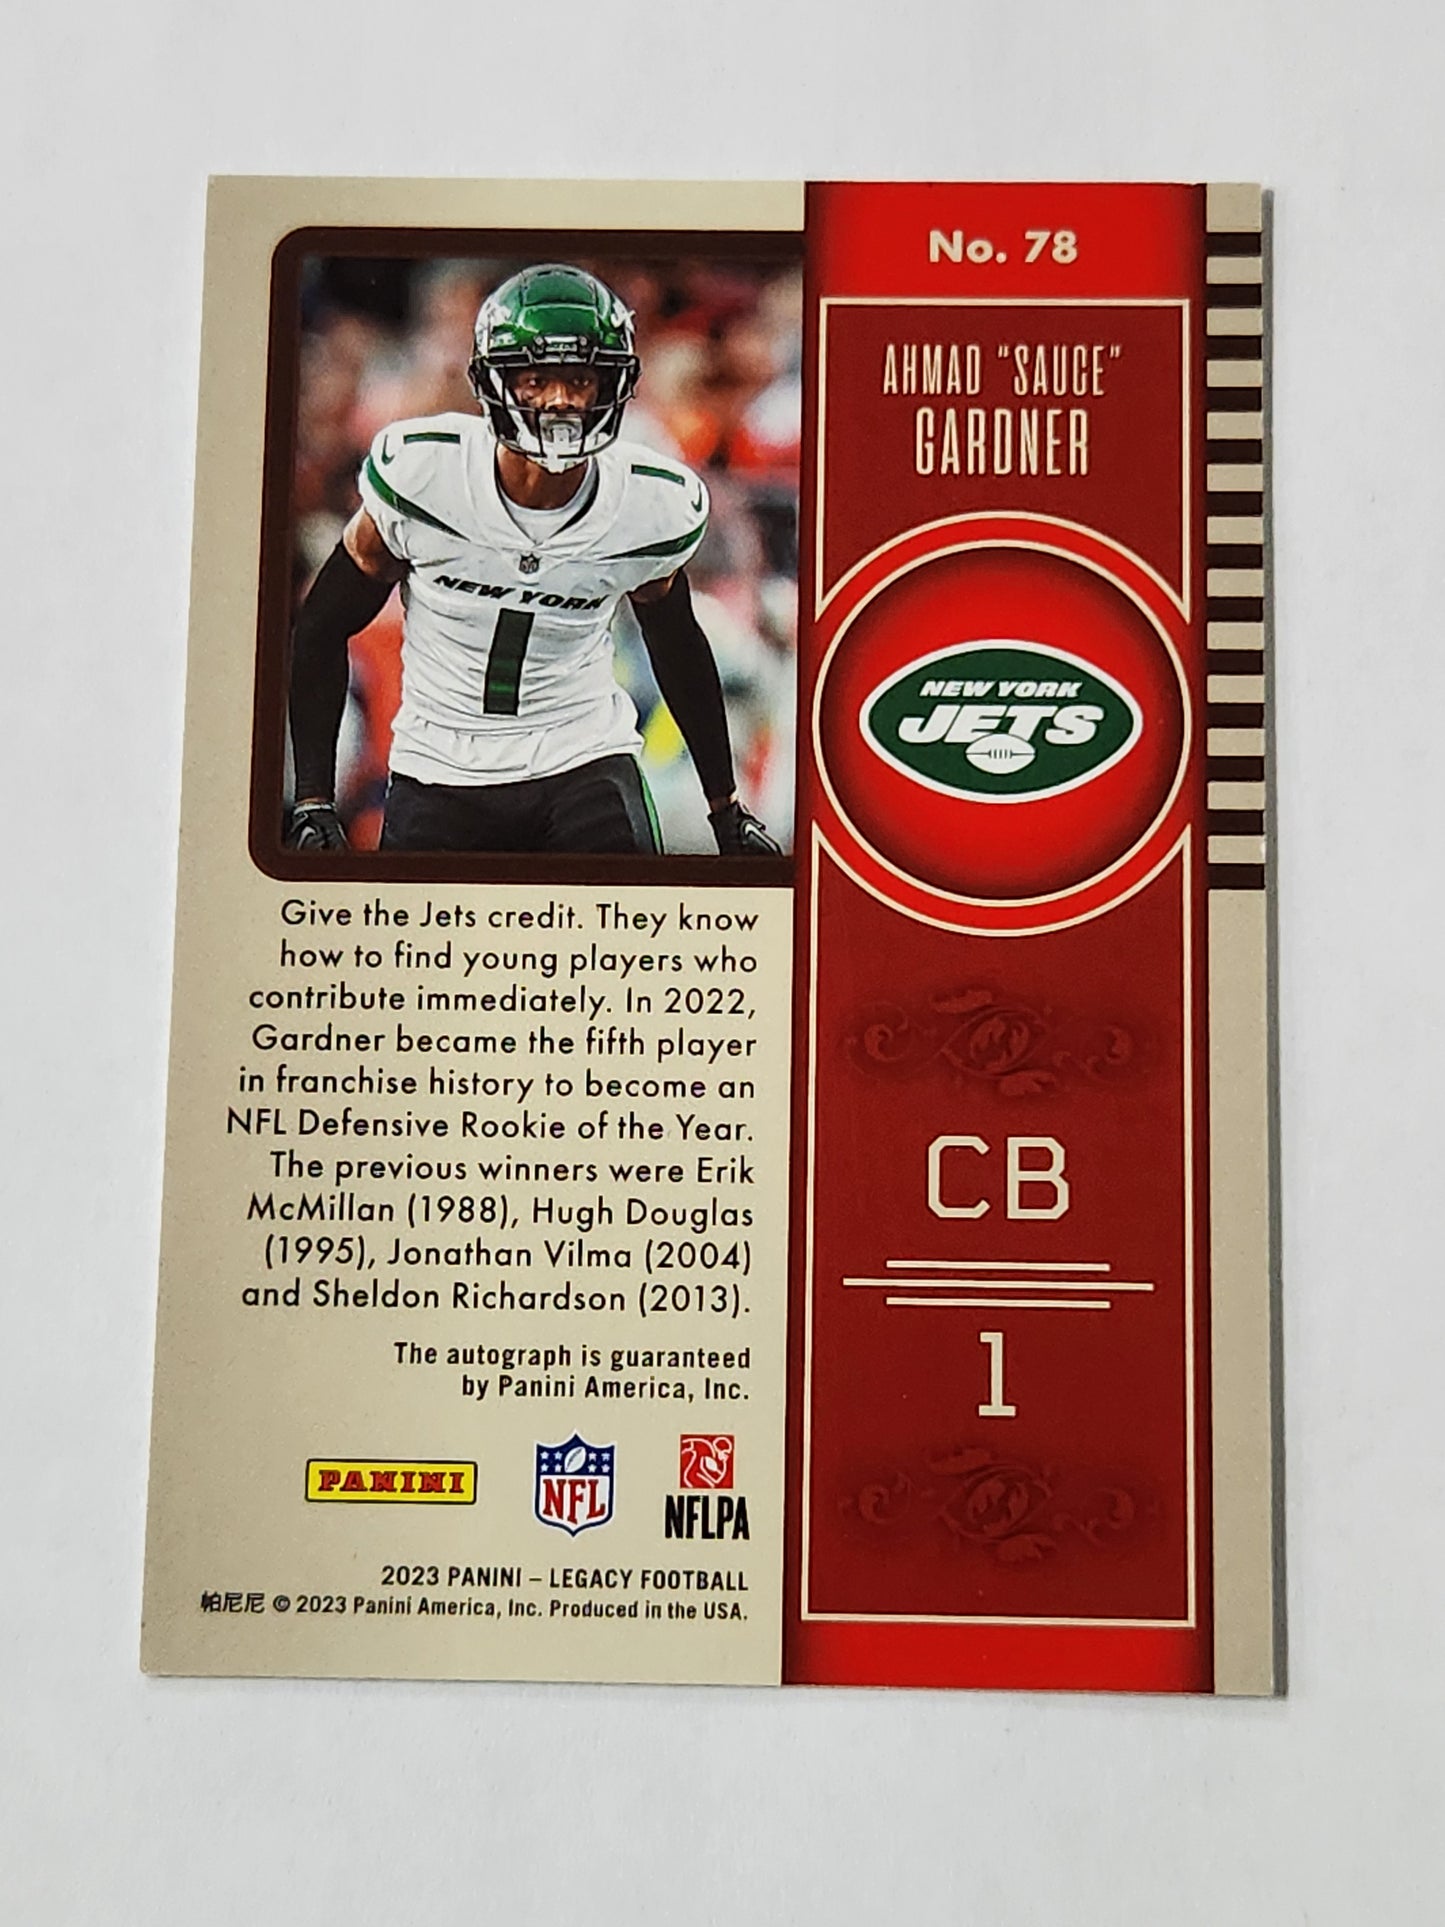 No. 78
AHMAD "SAUCE"
GARDNER
NEW YORK
1
1
1
NEW YORK
JETS
Give the Jets credit. They know
how to find young players who
contribute immediately. In 2022,
Gardner became the fifth player
in franchise history to become an
NFL Defensive Rookie of the Year.
The previous winners were Erik
McMillan (1988), Hugh Douglas
(1995), Jonathan Vilma (2004)
and Sheldon Richardson (2013).
The autograph is guaranteed
by Panini America, Inc.
CB
1
PANINI
NFL
NFLPA
2023 PANINI – LEGACY FOOTBALL
帕尼尼 © 2023 Panini America, Inc. Produced in the USA.